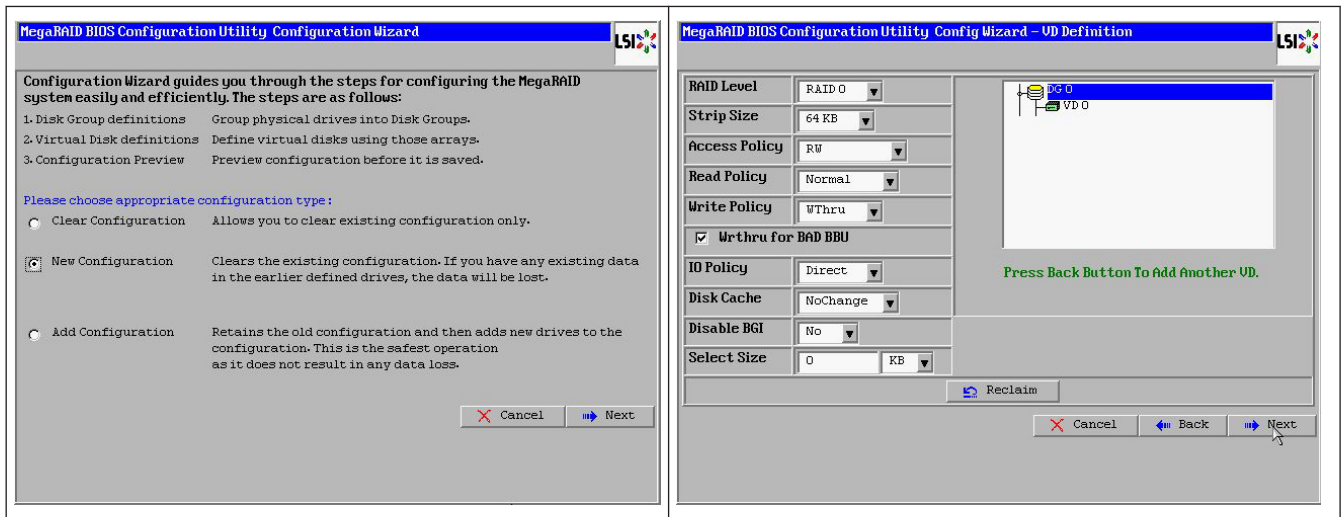 MegaRAID BIOS Configuration Utility Configuration Wizard
LSI
Configuration Wizard guides you through the steps for configuring the MegaRAID
system easily and efficiently. The steps are as follows:
1. Disk Group definitions Group physical drives into Disk Groups.
2. Virtual Disk definitions Define virtual disks using those arrays.
3. Configuration Preview Preview configuration before it is saved.
Please choose appropriate configuration type:
Clear Configuration Allows you to clear existing configuration only.
New Configuration Clears the existing configuration. If you have any existing data
in the earlier defined drives, the data will be lost.
Add Configuration Retains the old configuration and then adds new drives to the
configuration. This is the safest operation
as it does not result in any data loss.
Cancel Next
MegaRAID BIOS Configuration Utility Config Wizard - VD Definition
LSI
RAID Level RAID 0
Strip Size 64 KB
Access Policy RW
Read Policy Normal
Write Policy WThru
Wrthru for BAD BBU
IO Policy Direct
Disk Cache NoChange
Disable BGI No
Select Size 0 KB
DG 0
VD 0
Press Back Button To Add Another VD.
Reclaim
Cancel Back Next